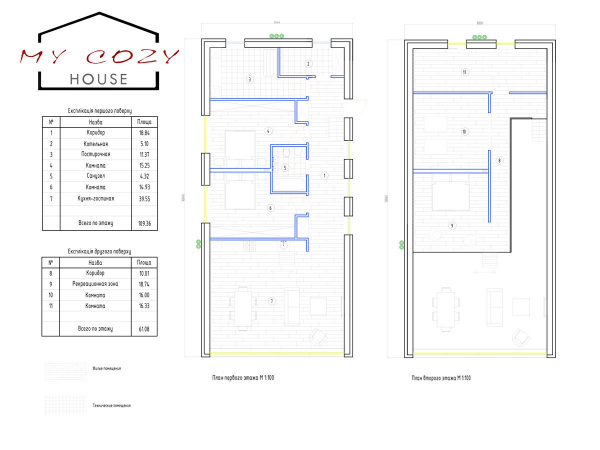 MY COZY
HOUSE
Експлікація першого поверху
№ Назва Площа
1 Коридор 18.84
2 Котельная 5.10
3 Постирочная 11.37
4 Комната 15.25
5 Санузел 4.32
6 Комната 14.93
7 Кухня-гостиная 39.55
Всего по этажу 109.36
Експлікація другого поверху
№ Назва Площа
8 Коридор 10.01
9 Рекреационная зона 18.74
10 Комната 16.00
11 Комната 16.33
Всего по этажу 61.08
Жилые помещения
Технические помещения
3
2
4
5
1
6
7
План первого этажа М 1:100
11
10
8
9
План второго этажа М 1:100